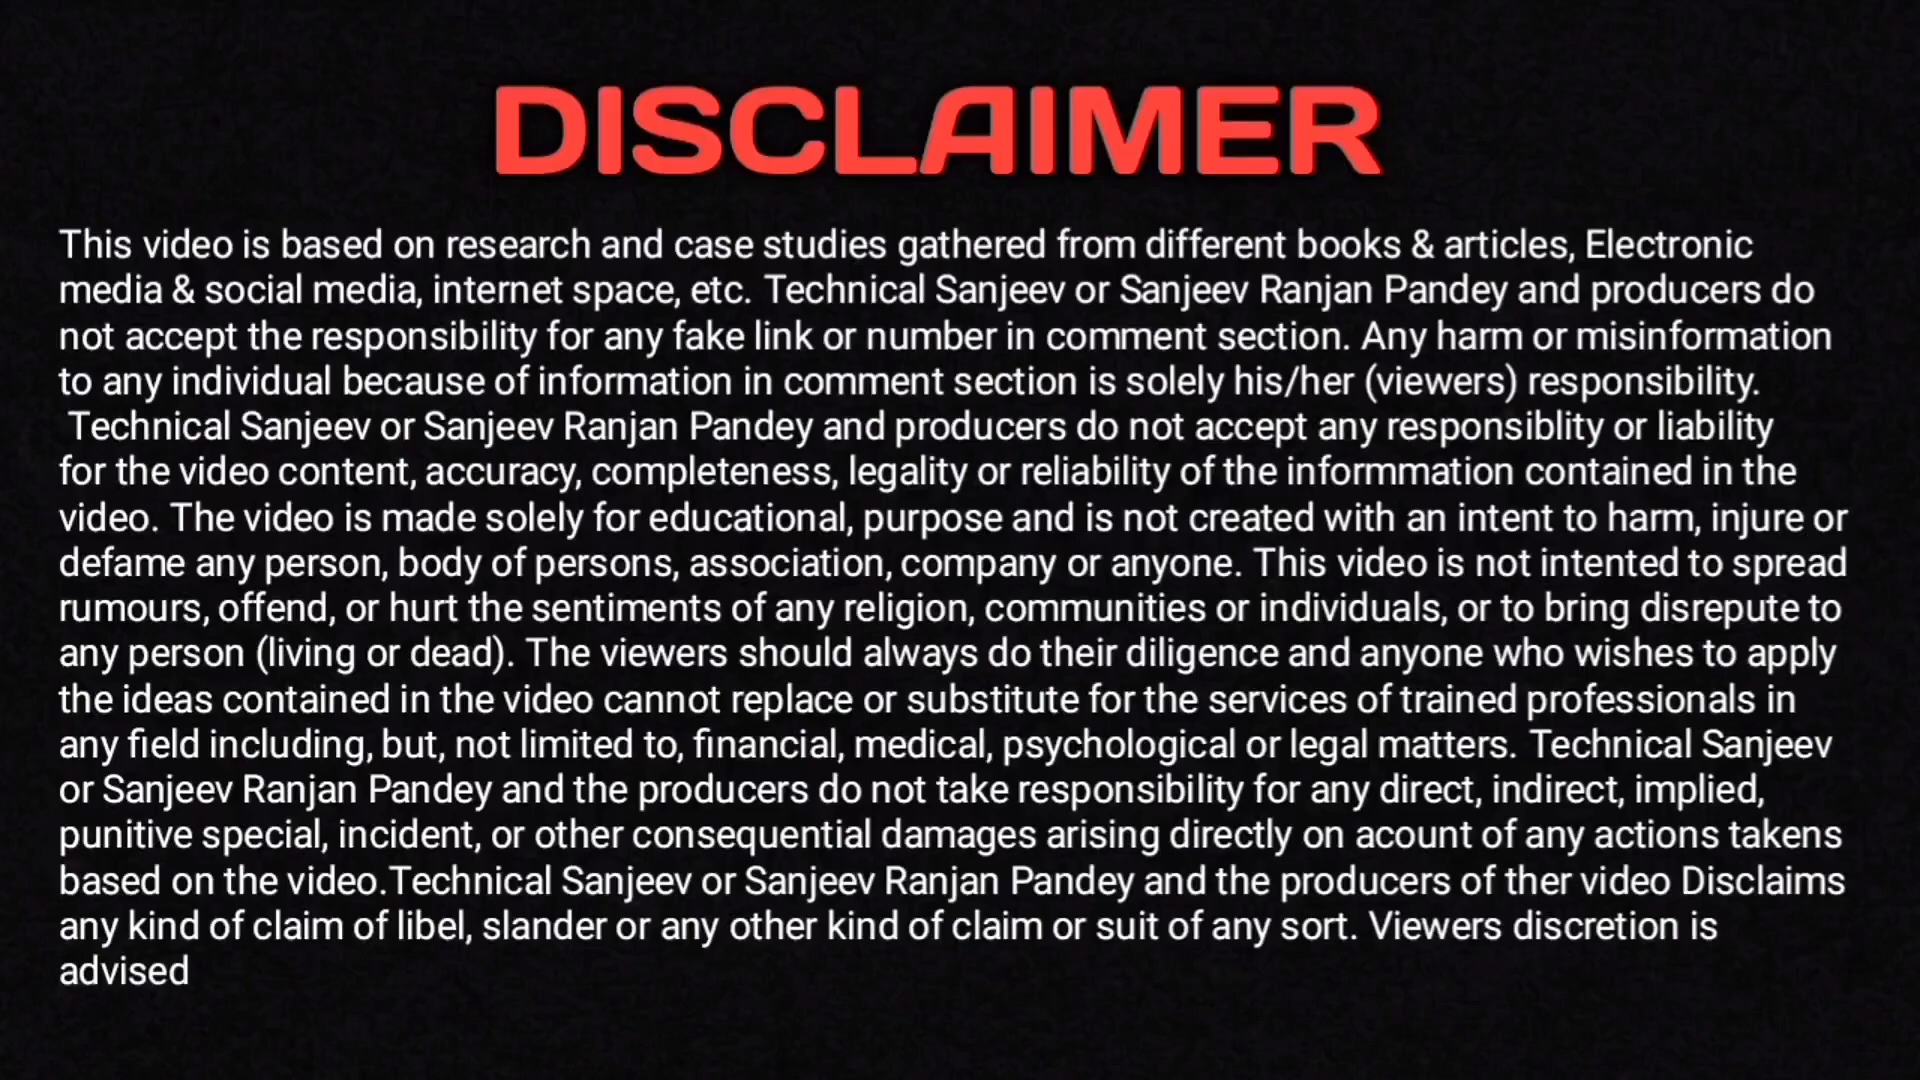 DISCLAIMER
This video is based on research and case studies gathered from different books & articles, Electronic
media & social media, internet space, etc. Technical Sanjeev or Sanjeev Ranjan Pandey and producers do
not accept the responsibility for any fake link or number in comment section. Any harm or misinformation
to any individual because of information in comment section is solely his/her (viewers) responsibility.
Technical Sanjeev or Sanjeev Ranjan Pandey and producers do not accept any responsiblity or liability
for the video content, accuracy, completeness, legality or reliability of the informmation contained in the
video. The video is made solely for educational, purpose and is not created with an intent to harm, injure or
defame any person, body of persons, association, company or anyone. This video is not intented to spread
rumours, offend, or hurt the sentiments of any religion, communities or individuals, or to bring disrepute to
any person (living or dead). The viewers should always do their diligence and anyone who wishes to apply
the ideas contained in the video cannot replace or substitute for the services of trained professionals in
any field including, but, not limited to, financial, medical, psychological or legal matters. Technical Sanjeev
or Sanjeev Ranjan Pandey and the producers do not take responsibility for any direct, indirect, implied,
punitive special, incident, or other consequential damages arising directly on acount of any actions takens
based on the video.Technical Sanjeev or Sanjeev Ranjan Pandey and the producers of ther video Disclaims
any kind of claim of libel, slander or any other kind of claim or suit of any sort. Viewers discretion is
advised